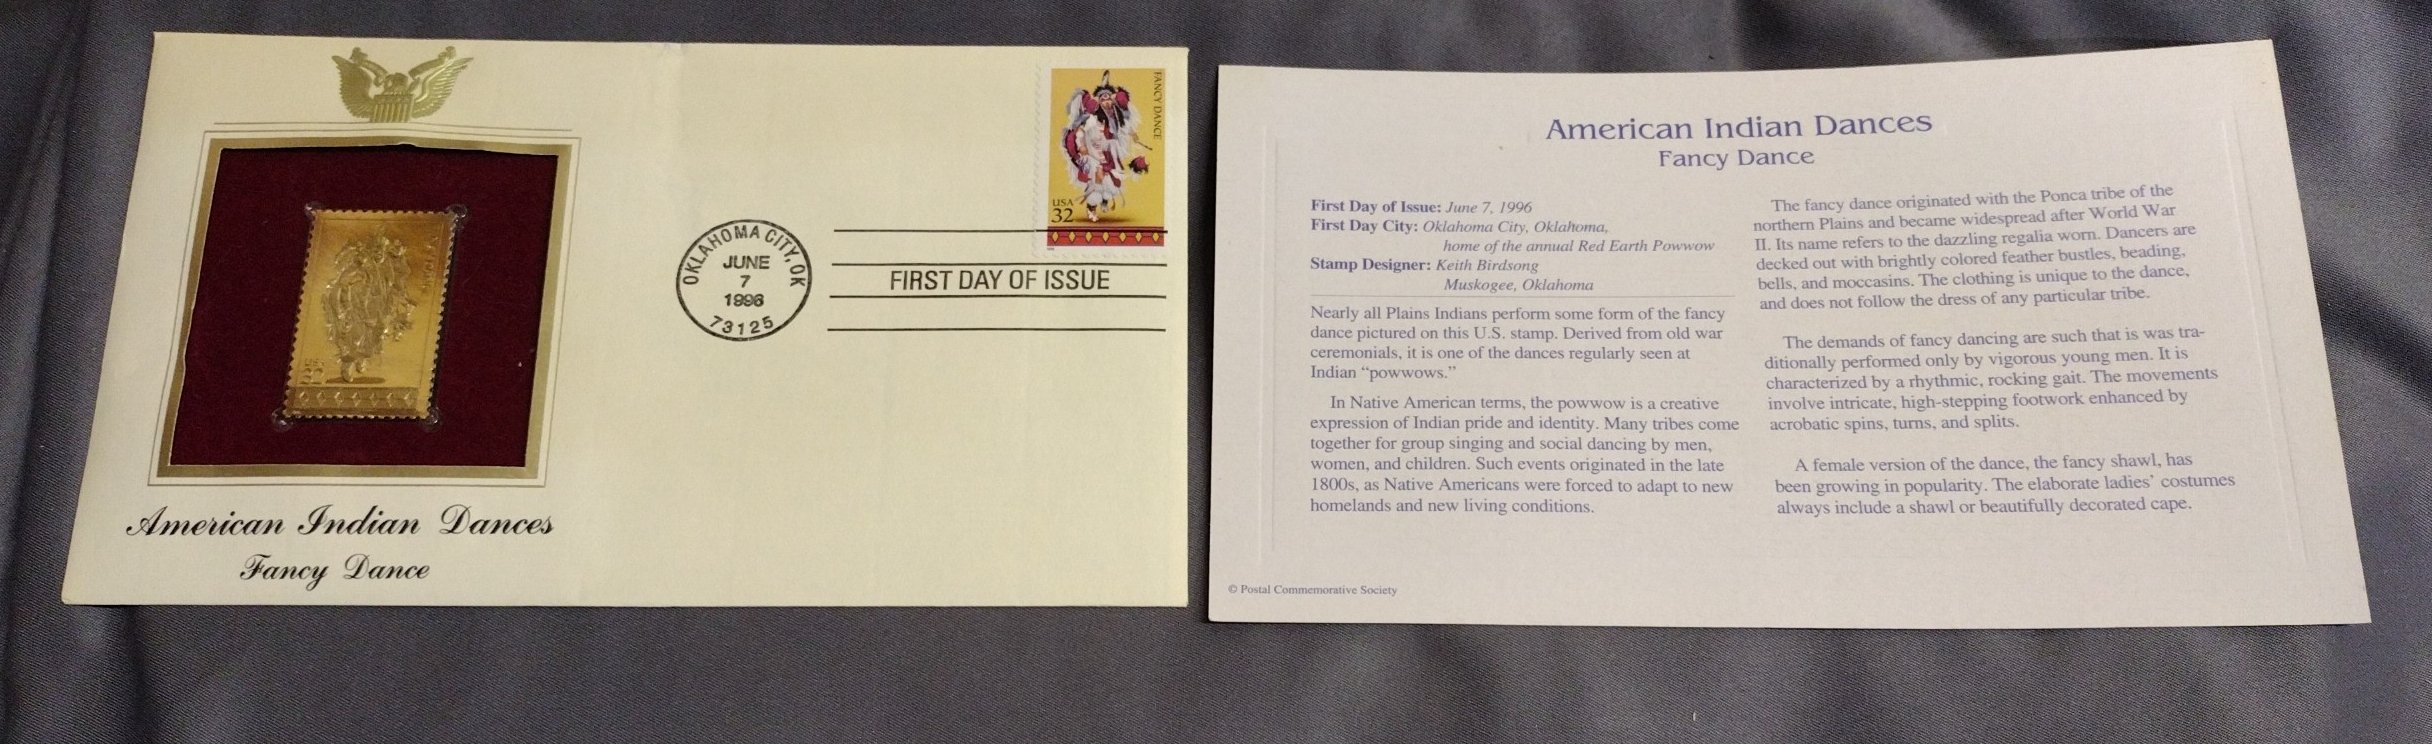 FANCY DANCE
USA
32
OKLAHOMA CITY, OK
JUNE
7
1996
73125
FIRST DAY OF ISSUE
American Indian Dances
Fancy Dance
American Indian Dances
Fancy Dance
First Day of Issue: June 7, 1996
First Day City: Oklahoma City, Oklahoma,
home of the annual Red Earth Powwow
Stamp Designer: Keith Birdsong
Muskogee, Oklahoma
Nearly all Plains Indians perform some form of the fancy
dance pictured on this U.S. stamp. Derived from old war
ceremonials, it is one of the dances regularly seen at
Indian “powwows.”
In Native American terms, the powwow is a creative
expression of Indian pride and identity. Many tribes come
together for group singing and social dancing by men,
women, and children. Such events originated in the late
1800s, as Native Americans were forced to adapt to new
homelands and new living conditions.
The fancy dance originated with the Ponca tribe of the
northern Plains and became widespread after World War
II. Its name refers to the dazzling regalia worn. Dancers are
decked out with brightly colored feather bustles, beading,
bells, and moccasins. The clothing is unique to the dance,
and does not follow the dress of any particular tribe.
The demands of fancy dancing are such that is was tra-
ditionally performed only by vigorous young men. It is
characterized by a rhythmic, rocking gait. The movements
involve intricate, high-stepping footwork enhanced by
acrobatic spins, turns, and splits.
A female version of the dance, the fancy shawl, has
been growing in popularity. The elaborate ladies’ costumes
always include a shawl or beautifully decorated cape.
© Postal Commemorative Society